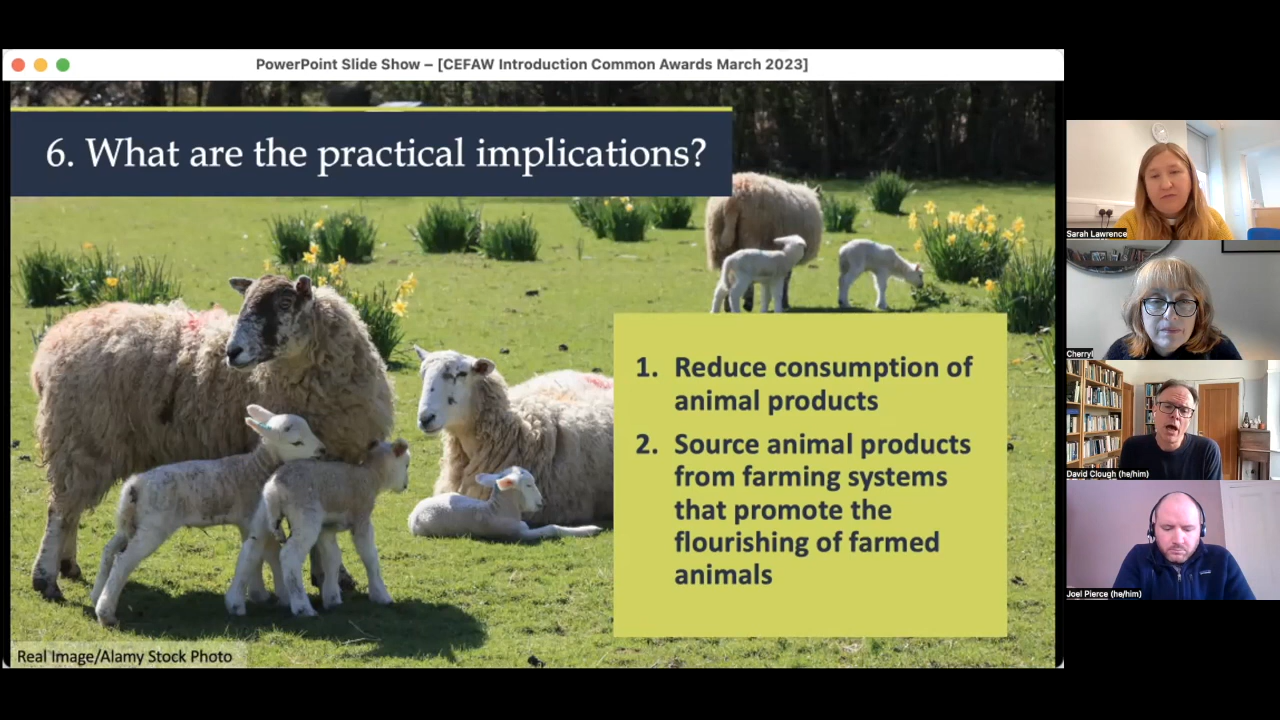 PowerPoint Slide Show – [CEFAW Introduction Common Awards March 2023]
6. What are the practical implications?
1. Reduce consumption of
animal products
2. Source animal products
from farming systems
that promote the
flourishing of farmed
animals
Real Image/Alamy Stock Photo
Sarah Lawrence
Cherryl
David Clough (he/him)
Joel Pierce (he/him)